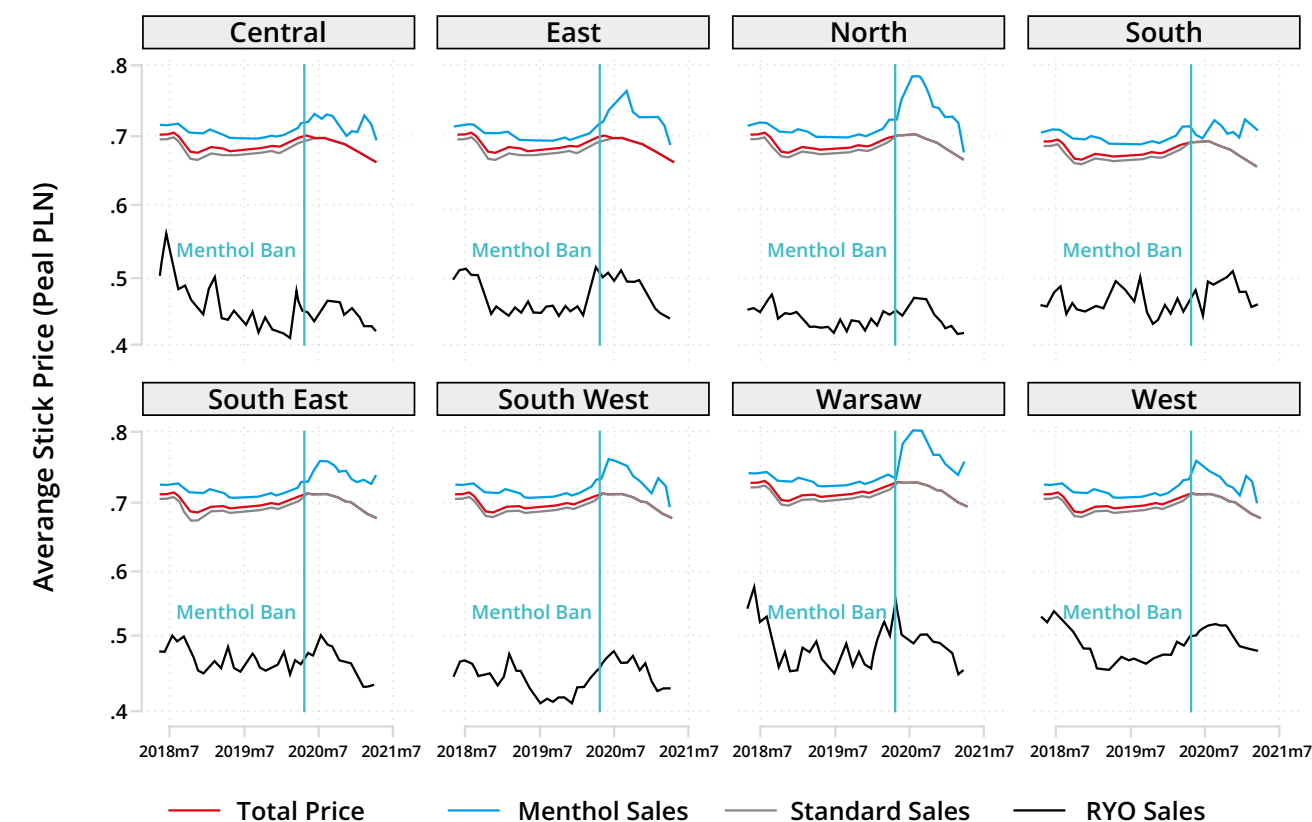 Central East North South
.8
.7
.6
.5
.4
Menthol Ban Menthol Ban Menthol Ban Menthol Ban
Averange Stick Price (Peal PLN)
South East South West Warsaw West
.8
.7
.6
.5
.4
Menthol Ban Menthol Ban Menthol Ban Menthol Ban
2018m7 2019m7 2020m7 2021m7 2018m7 2019m7 2020m7 2021m7 2018m7 2019m7 2020m7 2021m7 2018m7 2019m7 2020m7 2021m7
Total Price Menthol Sales Standard Sales RYO Sales